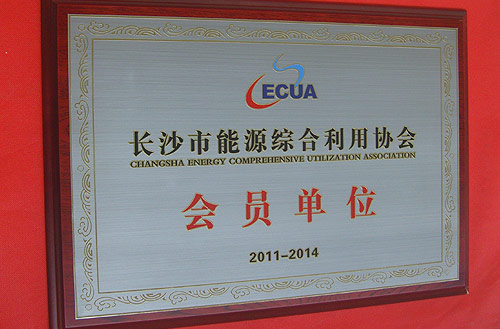 ECUA
长沙市能源综合利用协会
CHANGSHA ENERGY COMPREHENSIVE UTILIZATION ASSOCIATION
会员单位
2011-2014